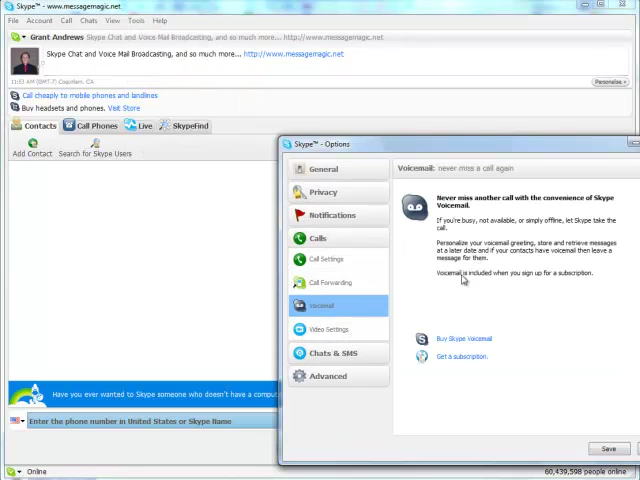 Skype™ - www.messagemagic.net
File Account Call Chats View Tools Help
Grant Andrews Skype Chat and Voice Mail Broadcasting, and so much more... http://www.messagemagic.net
Skype Chat and Voice Mail Broadcasting, and so much more... http://www.messagemagic.net
11:53 AM (GMT-7) Coquitlam, CA
Personalise
Call cheaply to mobile phones and landlines
Buy headsets and phones. Visit Store
Contacts Call Phones Live SkypeFind
Add Contact Search for Skype Users
Skype™ - Options
General
Privacy
Notifications
Calls
Call Settings
Call Forwarding
Voicemail
Video Settings
Chats & SMS
Advanced
Voicemail: never miss a call again
Never miss another call with the convenience of Skype
Voicemail.
If you're busy, not available, or simply offline, let Skype take the
call.
Personalize your voicemail greeting, store and retrieve messages
at a later date and if your contacts have voicemail then leave a
message for them.
Voicemail is included when you sign up for a subscription.
Buy Skype Voicemail
Get a subscription.
Save
Have you ever wanted to Skype someone who doesn't have a comput
Enter the phone number in United States or Skype Name
Online
60,439,598 people online